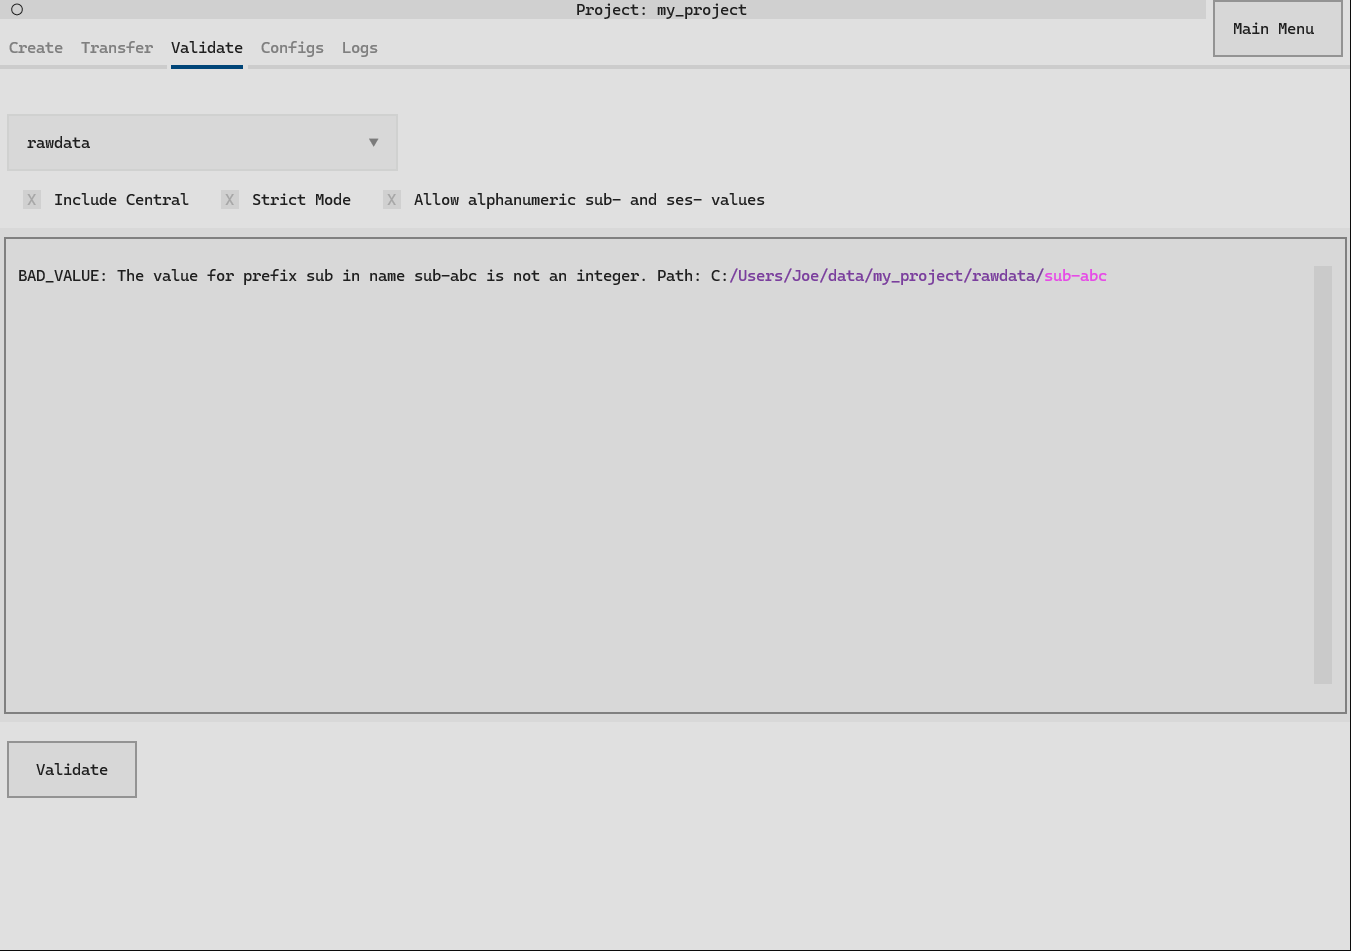 Project: my_project
Main Menu
Create Transfer Validate Configs Logs
rawdata ▼
X Include Central X Strict Mode X Allow alphanumeric sub- and ses- values
BAD_VALUE: The value for prefix sub in name sub-abc is not an integer. Path: C:/Users/Joe/data/my_project/rawdata/sub-abc
Validate